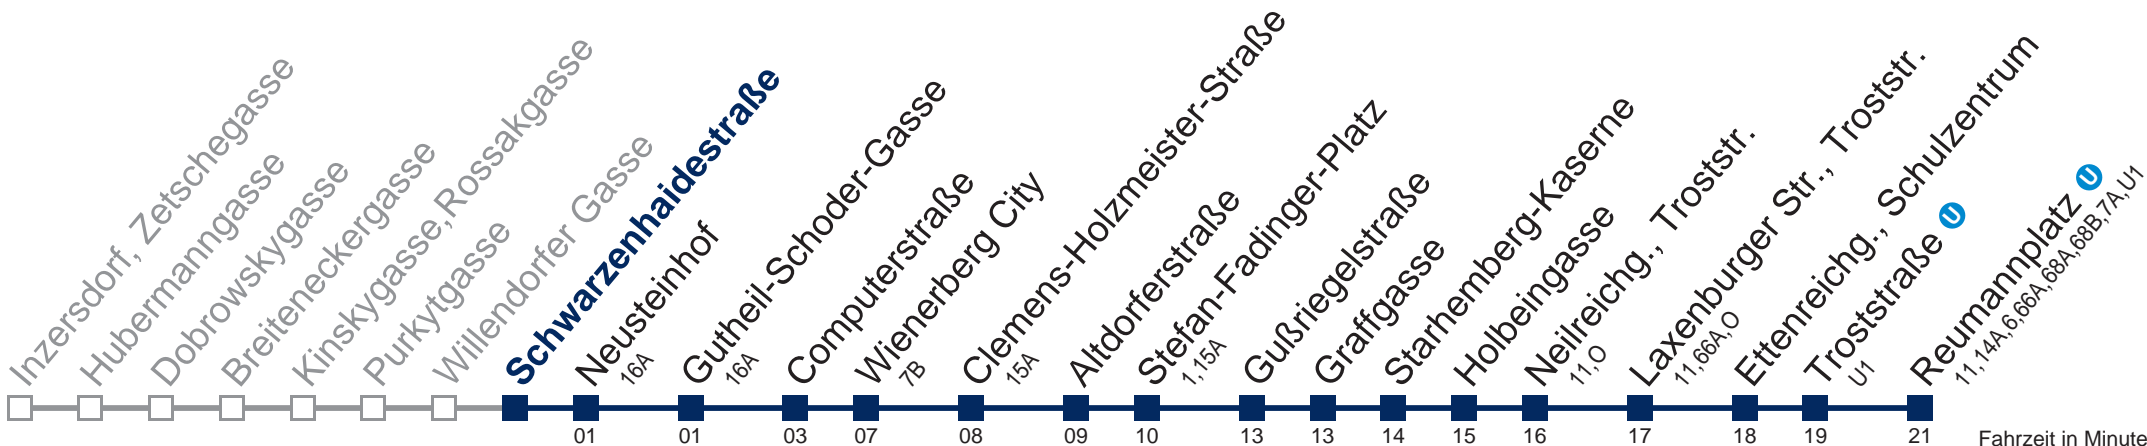 Inzersdorf, Zetschegasse
Hubermanngasse
Dobrowskygasse
Breiteneckergasse
Kinskygasse,Rossakgasse
Purkytgasse
Willendorfer Gasse
Schwarzenhaidestraße
Neusteinhof
16A
01
Gutheil-Schoder-Gasse
16A
01
Computerstraße
03
Wienerberg City
7B
07
Clemens-Holzmeister-Straße
15A
08
Altdorferstraße
09
Stefan-Fadinger-Platz
1,15A
10
Gußriegelstraße
13
Graffgasse
13
Starhemberg-Kaserne
14
Holbeingasse
15
Neilreichg., Troststr.
11,O
16
Laxenburger Str., Troststr.
11,66A,O
17
Ettenreichg., Schulzentrum
18
Troststraße U
U1
19
Reumannplatz U
11,14A,6,66A,68A,68B,7A,U1
21
Fahrzeit in Minute